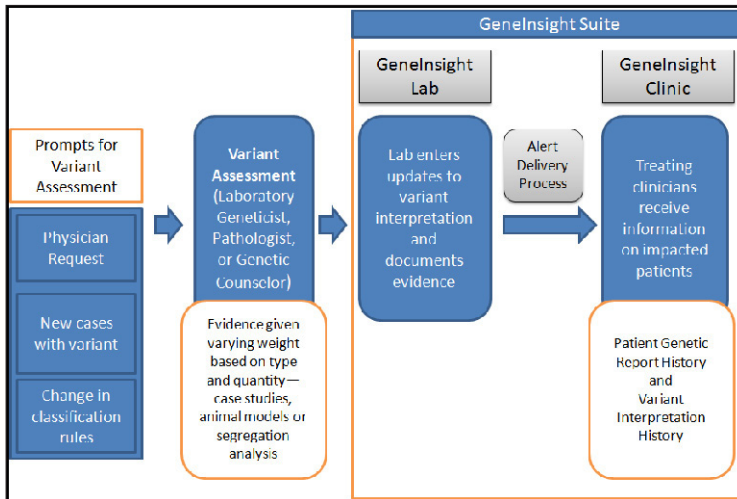 GeneInsight Suite
GeneInsight
Lab
GeneInsight
Clinic
Prompts for
Variant
Assessment
Physician
Request
New cases
with variant
Change in
classification
rules
Variant
Assessment
(Laboratory
Geneticist,
Pathologist,
or Genetic
Counselor)
Evidence given
varying weight
based on type
and quantity—
case studies,
animal models or
segregation
analysis
Lab enters
updates to
variant
interpretation
and
documents
evidence
Alert
Delivery
Process
Treating
clinicians
receive
information
on impacted
patients
Patient Genetic
Report History
and
Variant
Interpretation
History